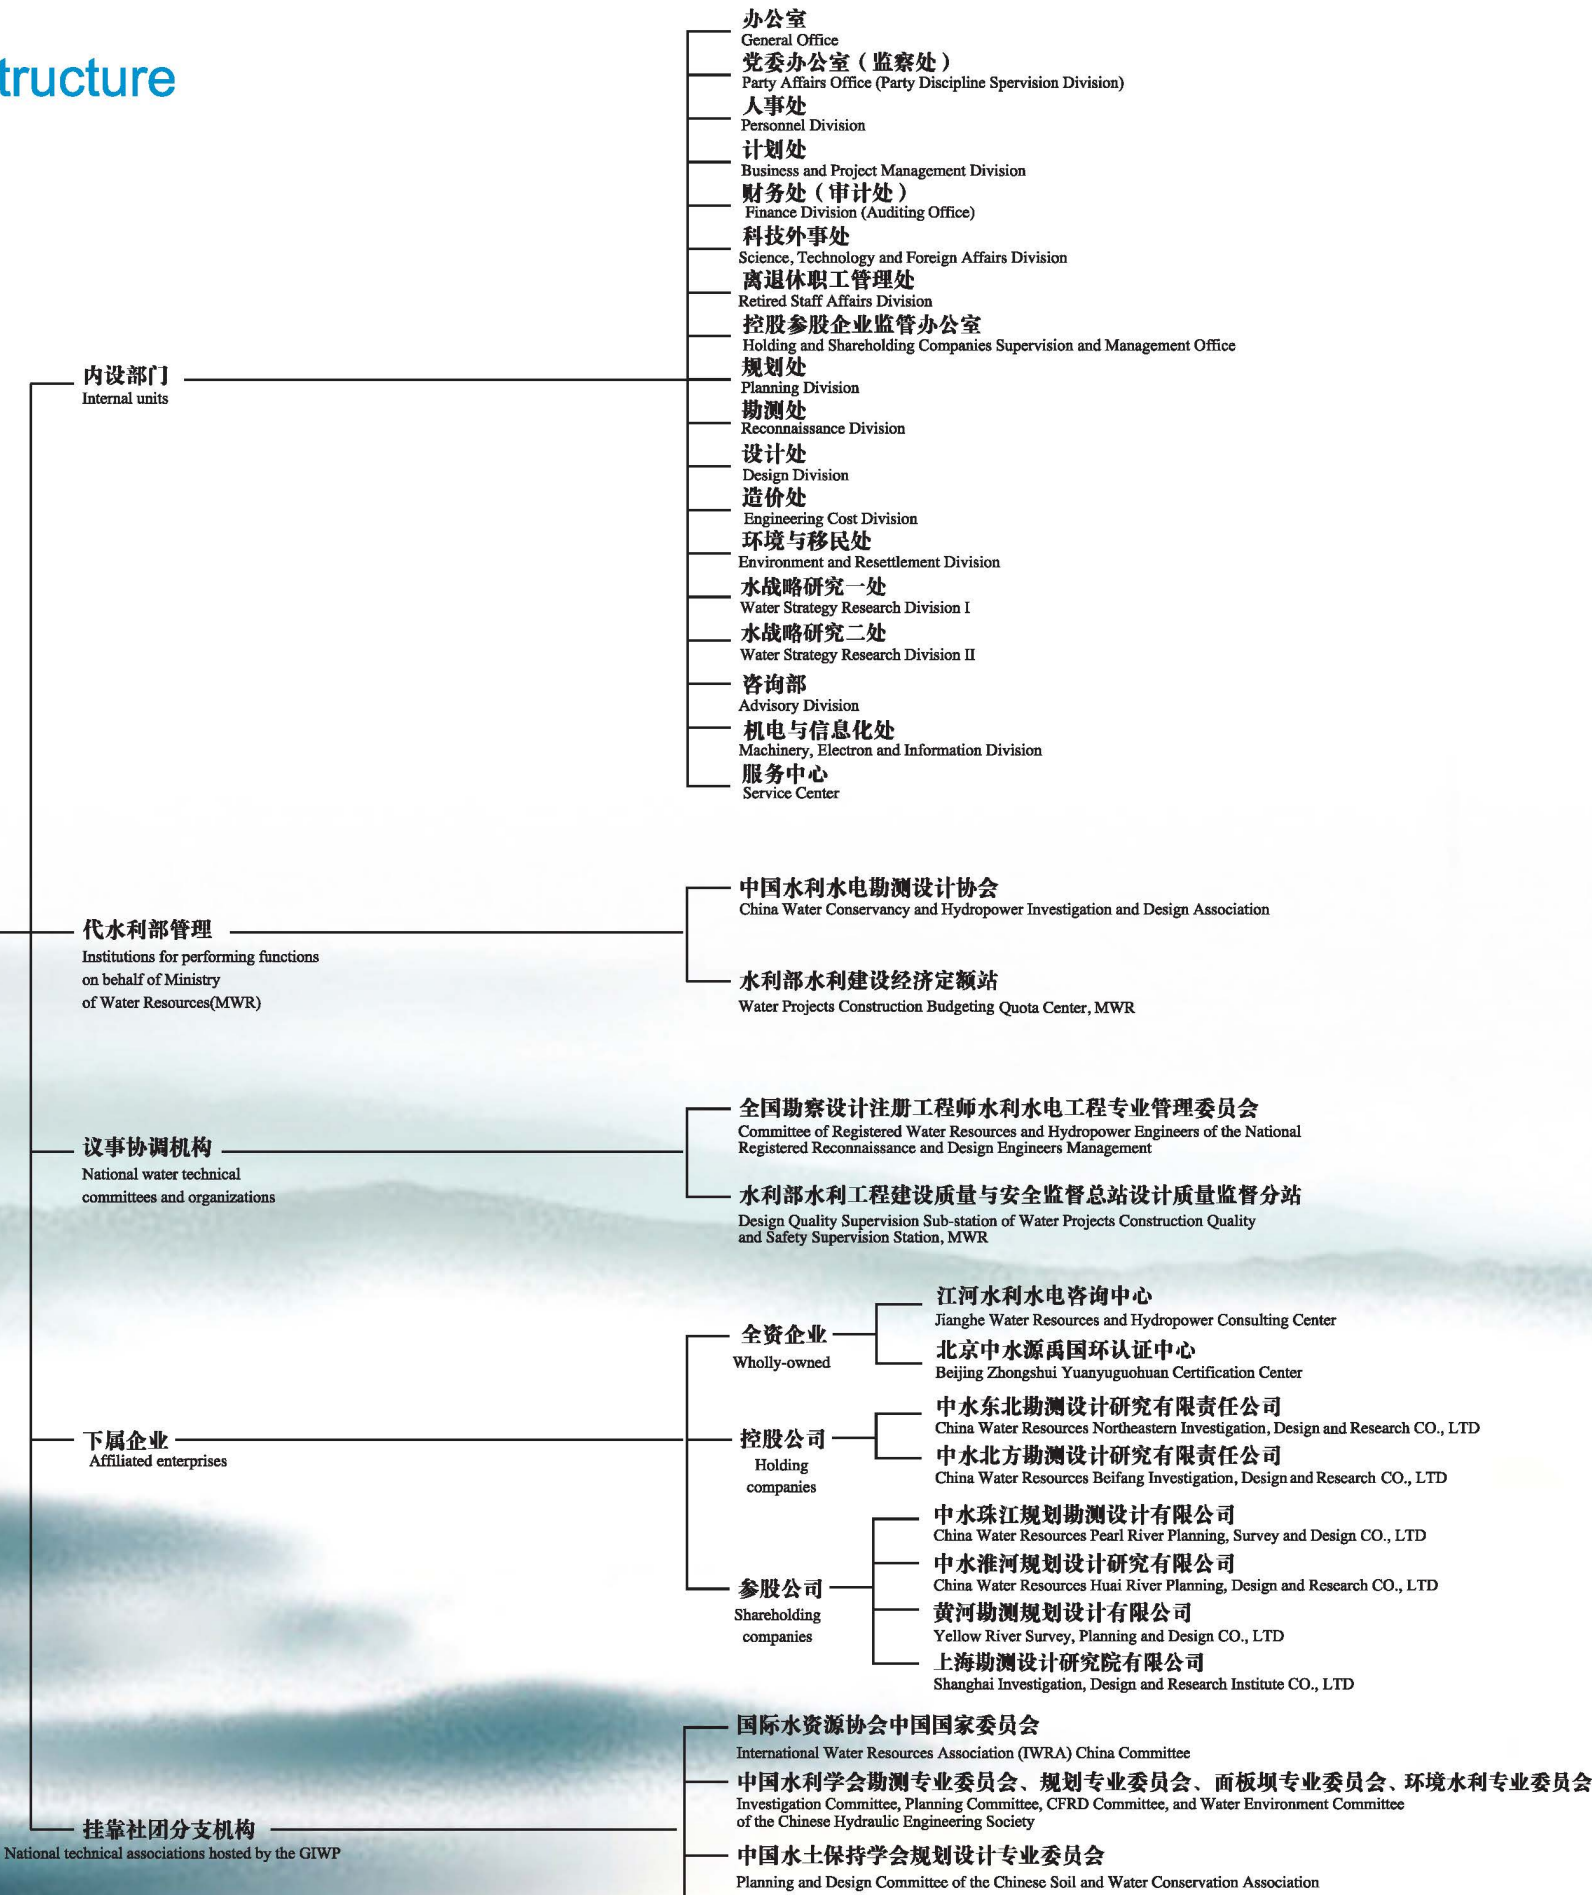 tructure
办公室
General Office
党委办公室（监察处）
Party Affairs Office (Party Discipline Spervision Division)
人事处
Personnel Division
计划处
Business and Project Management Division
财务处（审计处）
Finance Division (Auditing Office)
科技外事处
Science, Technology and Foreign Affairs Division
离退休职工管理处
Retired Staff Affairs Division
控股参股企业监管办公室
Holding and Shareholding Companies Supervision and Management Office
内设部门
Internal units
规划处
Planning Division
勘测处
Reconnaissance Division
设计处
Design Division
造价处
Engineering Cost Division
环境与移民处
Environment and Resettlement Division
水战略研究一处
Water Strategy Research Division I
水战略研究二处
Water Strategy Research Division II
咨询部
Advisory Division
机电与信息化处
Machinery, Electron and Information Division
服务中心
Service Center
代水利部管理
Institutions for performing functions
on behalf of Ministry
of Water Resources(MWR)
中国水利水电勘测设计协会
China Water Conservancy and Hydropower Investigation and Design Association
水利部水利建设经济定额站
Water Projects Construction Budgeting Quota Center, MWR
议事协调机构
National water technical
committees and organizations
全国勘察设计注册工程师水利水电工程专业管理委员会
Committee of Registered Water Resources and Hydropower Engineers of the National
Registered Reconnaissance and Design Engineers Management
水利部水利工程建设质量与安全监督总站设计质量监督分站
Design Quality Supervision Sub-station of Water Projects Construction Quality
and Safety Supervision Station, MWR
下属企业
Affiliated enterprises
全资企业
Wholly-owned
江河水利水电咨询中心
Jianghe Water Resources and Hydropower Consulting Center
北京中水源禹国环认证中心
Beijing Zhongshui Yuanyuguohuan Certification Center
控股公司
Holding
companies
中水东北勘测设计研究有限责任公司
China Water Resources Northeastern Investigation, Design and Research CO., LTD
中水北方勘测设计研究有限责任公司
China Water Resources Beifang Investigation, Design and Research CO., LTD
参股公司
Shareholding
companies
中水珠江规划勘测设计有限公司
China Water Resources Pearl River Planning, Survey and Design CO., LTD
中水淮河规划设计研究有限公司
China Water Resources Huai River Planning, Design and Research CO., LTD
黄河勘测规划设计有限公司
Yellow River Survey, Planning and Design CO., LTD
上海勘测设计研究院有限公司
Shanghai Investigation, Design and Research Institute CO., LTD
挂靠社团分支机构
National technical associations hosted by the GIWP
国际水资源协会中国国家委员会
International Water Resources Association (IWRA) China Committee
中国水利学会勘测专业委员会、规划专业委员会、面板坝专业委员会、环境水利专业委员会
Investigation Committee, Planning Committee, CFRD Committee, and Water Environment Committee
of the Chinese Hydraulic Engineering Society
中国水土保持学会规划设计专业委员会
Planning and Design Committee of the Chinese Soil and Water Conservation Association